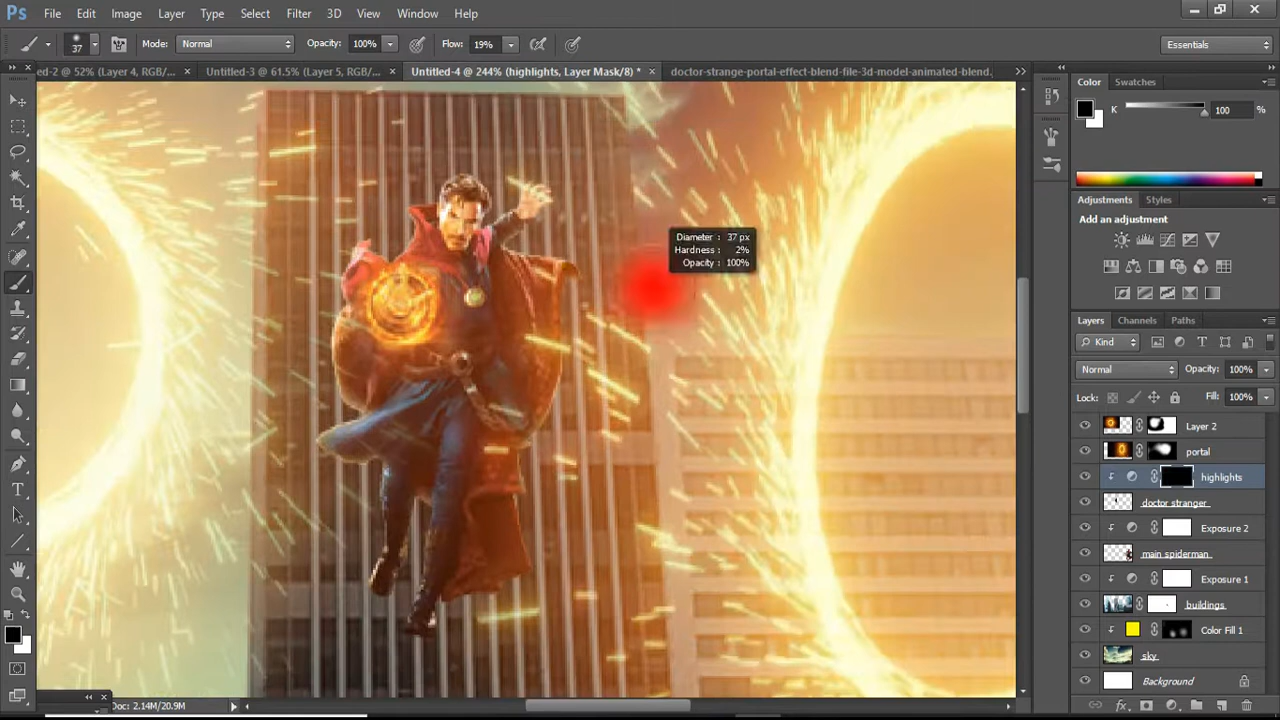 Ps File Edit Image Layer Type Select Filter 3D View Window Help
37 Mode: Normal Opacity: 100% Flow: 19% Essentials
ed-2 @ 52% (Layer 4, RGB/... × Untitled-3 @ 61.5% (Layer 5, RGB/... × Untitled-4 @ 244% (highlights, Layer Mask/8) * × doctor-strange-portal-effect-blend-file-3d-model-animated-blend.
Color Swatches
K 100 %
Adjustments Styles
Add an adjustment
Diameter : 37 px
Hardness : 2%
Opacity : 100%
Layers Channels Paths
Kind
Normal Opacity: 100%
Lock: Fill: 100%
Layer 2
portal
highlights
doctor stranger
Exposure 2
main spiderman
Exposure 1
buildings
Color Fill 1
sky
Background
Doc: 2.14M/20.9M
fx